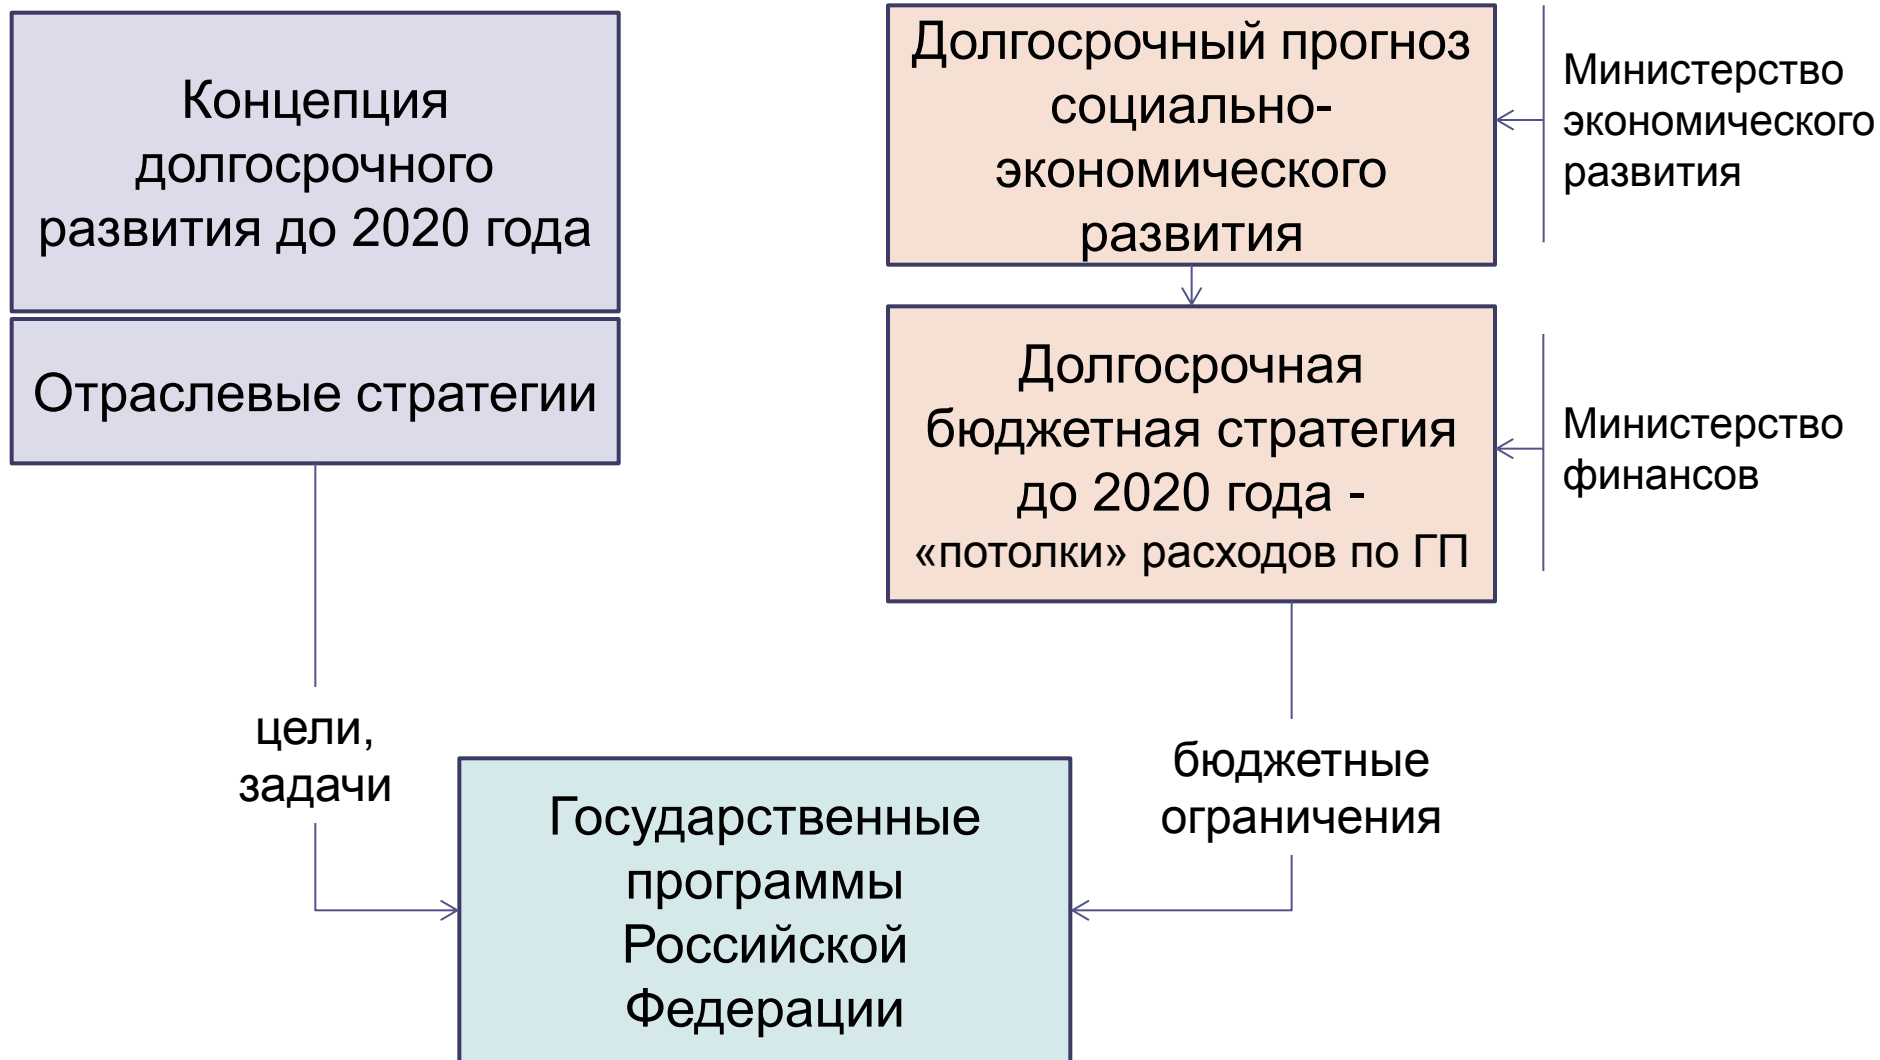 Концепция
долгосрочного
развития до 2020 года
Отраслевые стратегии
Долгосрочный прогноз
социально-
экономического
развития
Министерство
экономического
развития
Долгосрочная
бюджетная стратегия
до 2020 года -
«потолки» расходов по ГП
Министерство
финансов
цели,
задачи
бюджетные
ограничения
Государственные
программы
Российской
Федерации